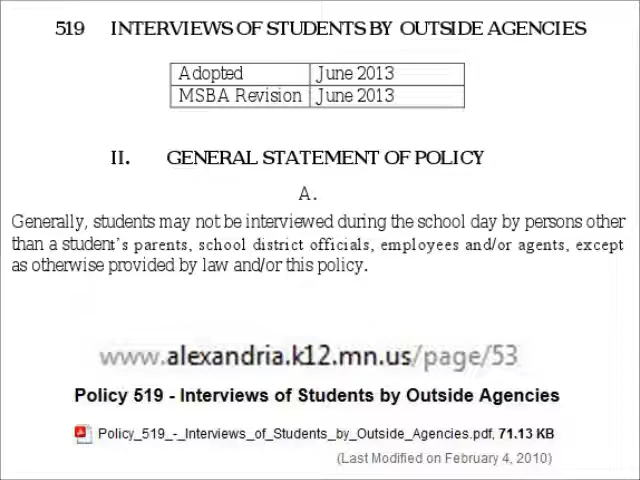 519 INTERVIEWS OF STUDENTS BY OUTSIDE AGENCIES
Adopted June 2013
MSBA Revision June 2013
II. GENERAL STATEMENT OF POLICY
A.
Generally, students may not be interviewed during the school day by persons other
than a student's parents, school district officials, employees and/or agents, except
as otherwise provided by law and/or this policy.
www.alexandria.k12.mn.us/page/53
Policy 519 - Interviews of Students by Outside Agencies
Policy_519_-_Interviews_of_Students_by_Outside_Agencies.pdf, 71.13 KB
(Last Modified on February 4, 2010)